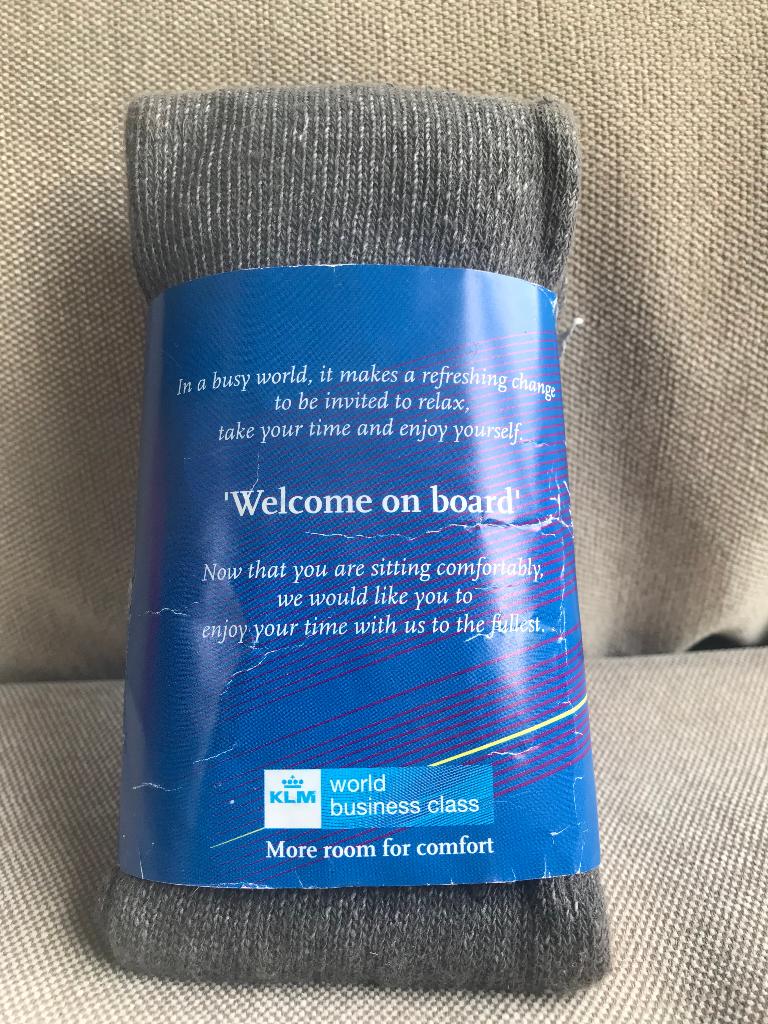 In a busy world, it makes a refreshing change
to be invited to relax,
take your time and enjoy yourself.
'Welcome on board'
Now that you are sitting comfortably,
we would like you to
enjoy your time with us to the fullest.
KLM
world
business class
More room for comfort